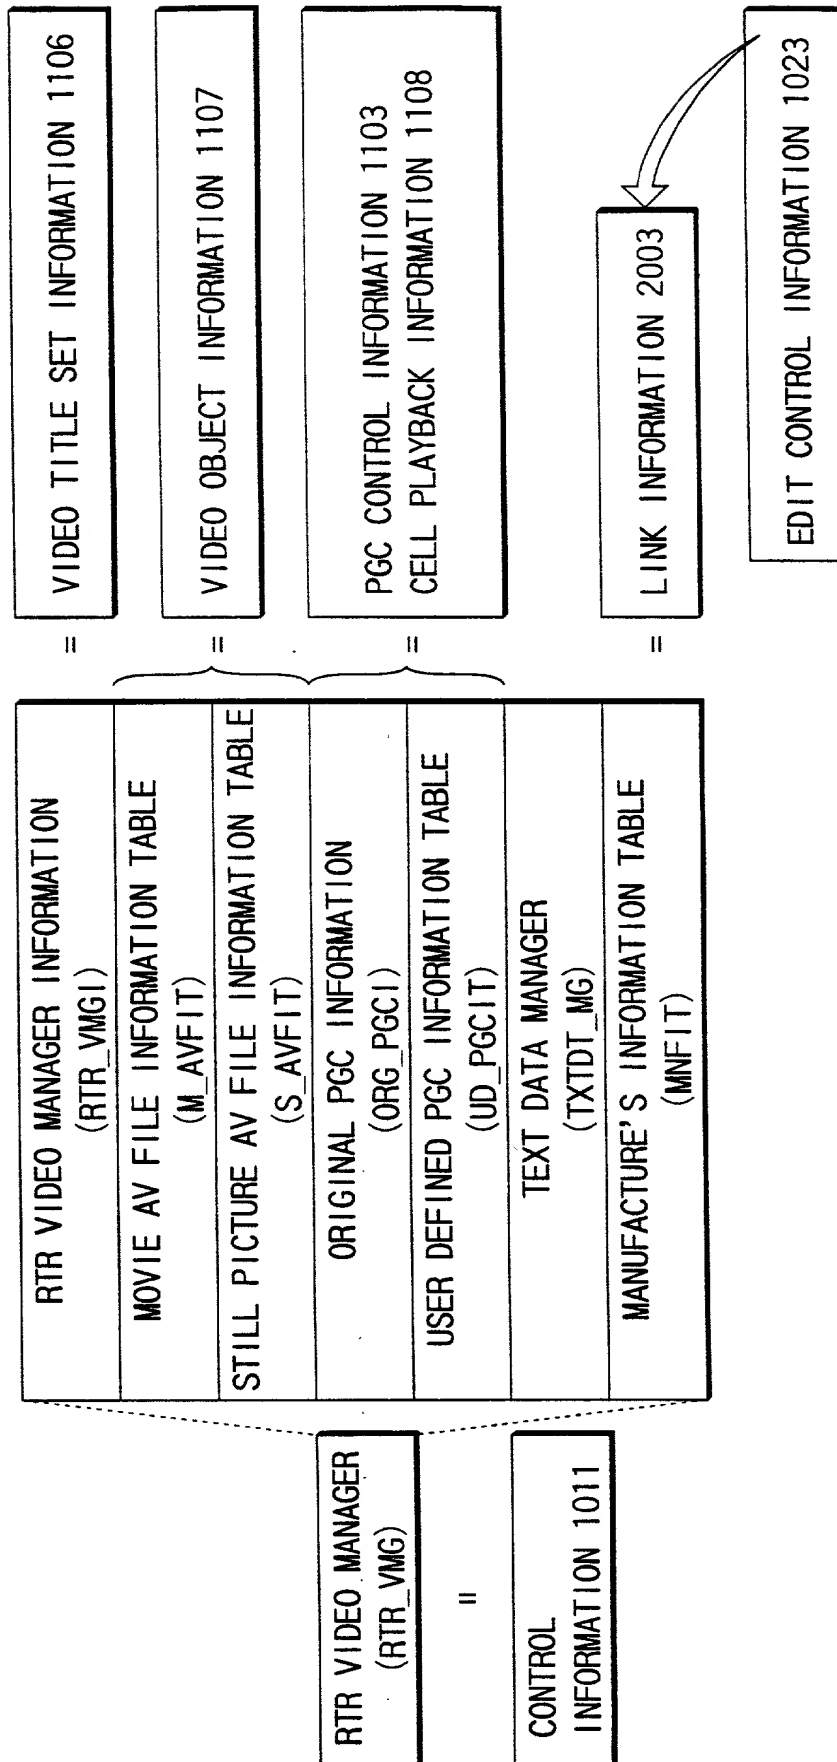 RTR VIDEO MANAGER
(RTR_VMG)
=
CONTROL
INFORMATION 1011
RTR VIDEO MANAGER INFORMATION
(RTR_VMGI)
MOVIE AV FILE INFORMATION TABLE
(M_AVFIT)
STILL PICTURE AV FILE INFORMATION TABLE
(S_AVFIT)
ORIGINAL PGC INFORMATION
(ORG_PGCI)
USER DEFINED PGC INFORMATION TABLE
(UD_PGCIT)
TEXT DATA MANAGER
(TXTDT_MG)
MANUFACTURE'S INFORMATION TABLE
(MNFIT)
= VIDEO TITLE SET INFORMATION 1106
= VIDEO OBJECT INFORMATION 1107
= PGC CONTROL INFORMATION 1103
CELL PLAYBACK INFORMATION 1108
= LINK INFORMATION 2003
EDIT CONTROL INFORMATION 1023